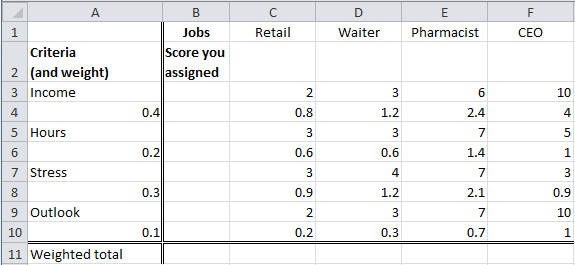 A B C D E F
1 Jobs Retail Waiter Pharmacist CEO
Criteria Score you
2 (and weight) assigned
3 Income 2 3 6 10
4 0.4 0.8 1.2 2.4 4
5 Hours 3 3 7 5
6 0.2 0.6 0.6 1.4 1
7 Stress 3 4 7 3
8 0.3 0.9 1.2 2.1 0.9
9 Outlook 2 3 7 10
10 0.1 0.2 0.3 0.7 1
11 Weighted total